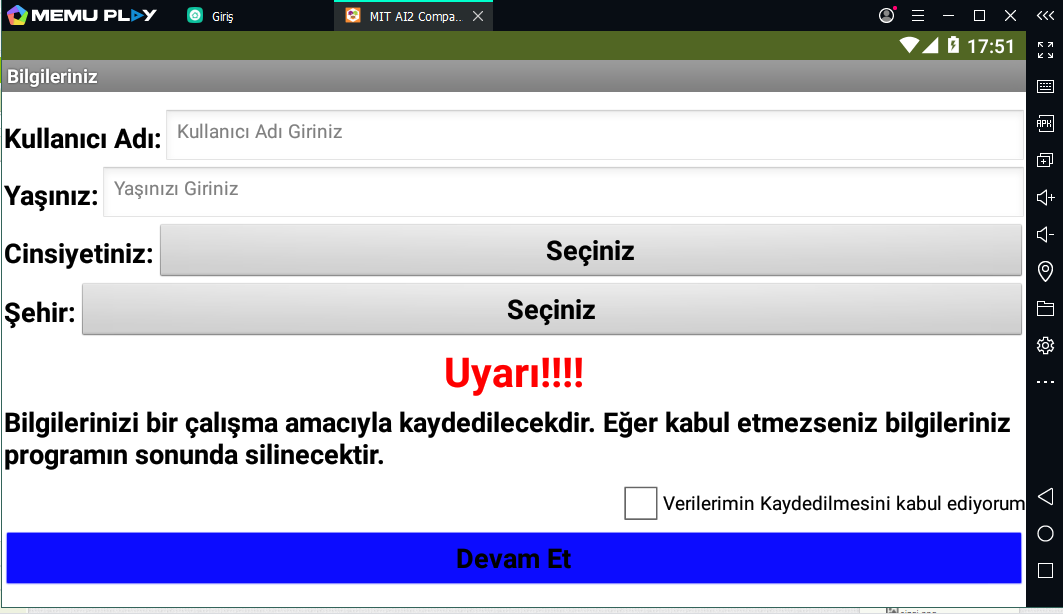 MEMU PLAY
Giriş
MIT AI2 Compa...
17:51
Bilgileriniz
Kullanıcı Adı: Kullanıcı Adı Giriniz
Yaşınız: Yaşınızı Giriniz
Cinsiyetiniz: Seçiniz
Şehir: Seçiniz
Uyarı!!!!
Bilgilerinizi bir çalışma amacıyla kaydedilecekdir. Eğer kabul etmezseniz bilgileriniz
programın sonunda silinecektir.
Verilerimin Kaydedilmesini kabul ediyorum
Devam Et
APK